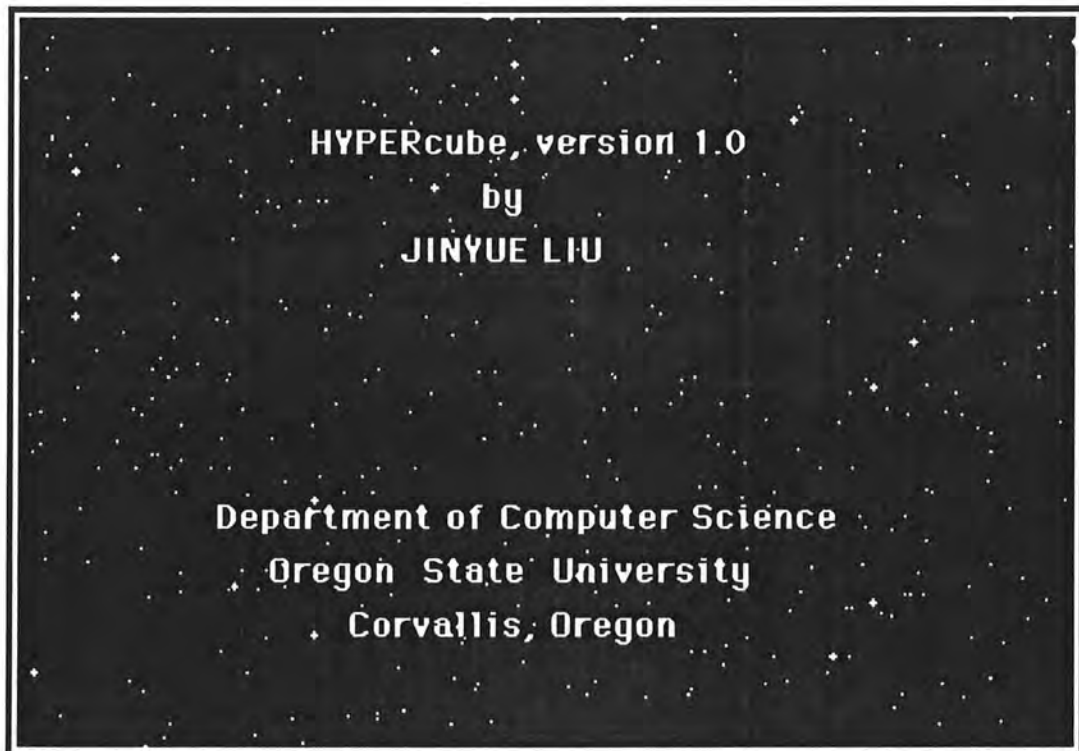 HYPERcube, version 1.0
by
JINYUE LIU
Department of Computer Science
Oregon State University
Corvallis, Oregon